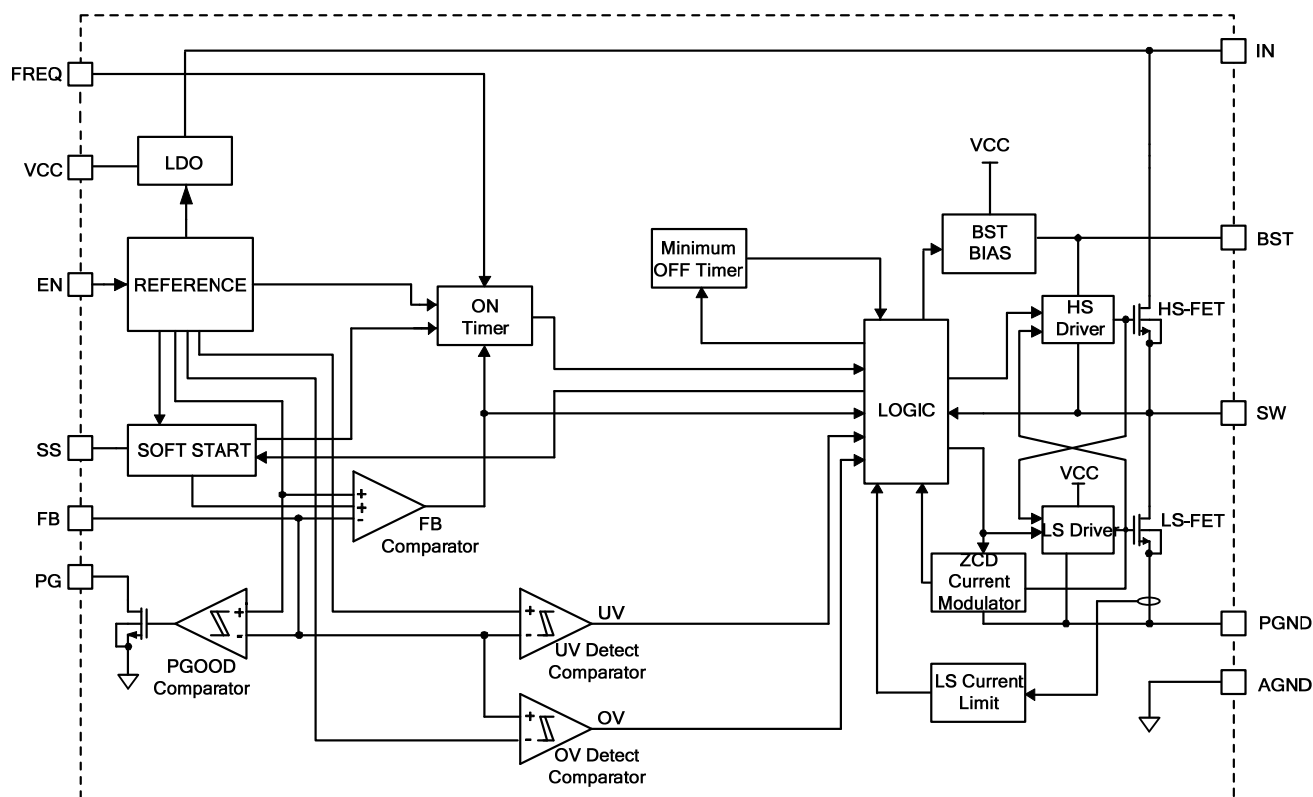 IN
FREQ
VCC
LDO
VCC
BST
BIAS
BST
Minimum
OFF Timer
EN
REFERENCE
ON
Timer
HS
Driver
HS-FET
LOGIC
SW
SS
SOFT START
+
+
-
FB
Comparator
VCC
FB
LS Driver
LS-FET
ZCD
Current
Modulator
PG
+
-
PGOOD
Comparator
+
-
UV
UV Detect
Comparator
PGND
LS Current
Limit
AGND
+
-
OV
OV Detect
Comparator